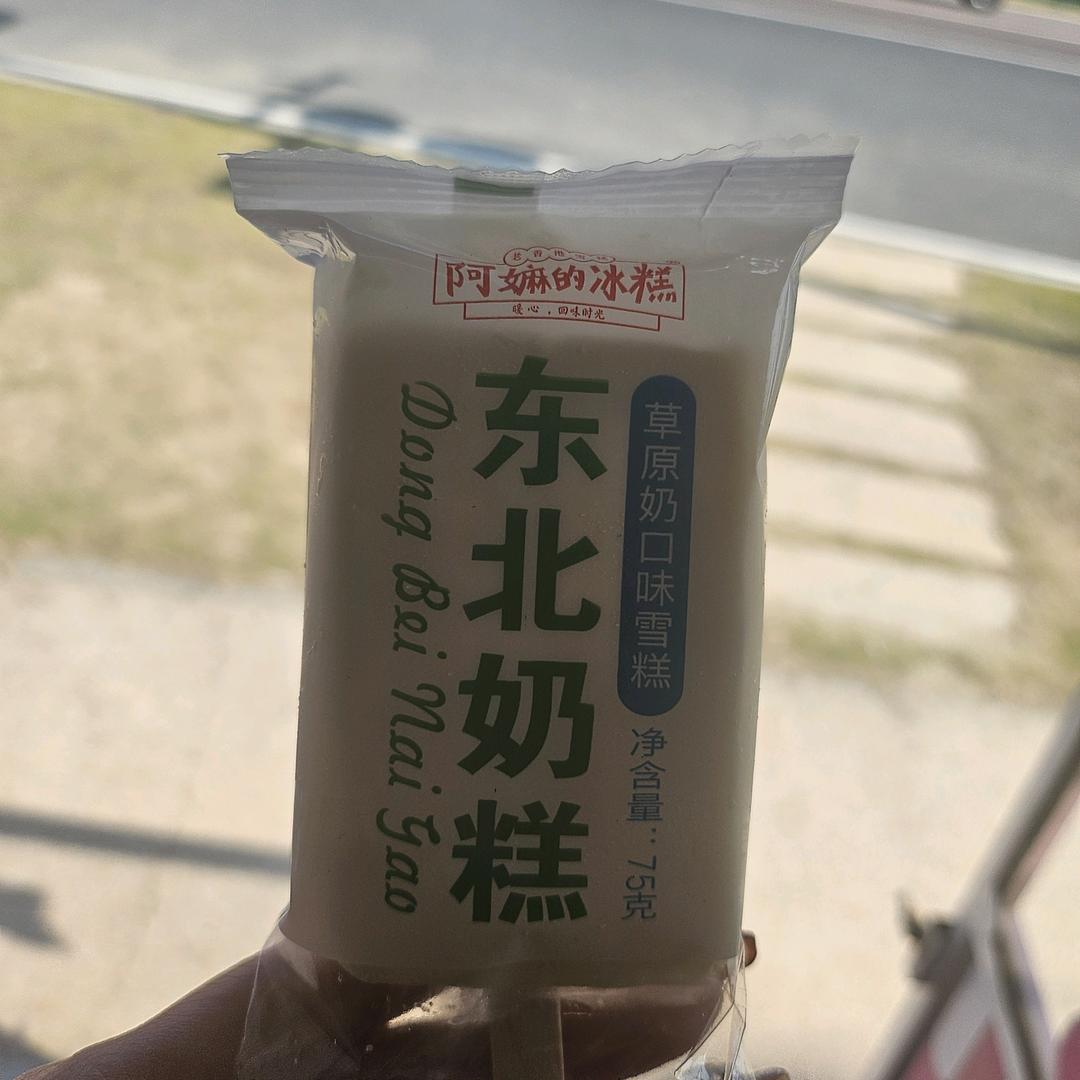 阿嫲的冰糕
暖心，回味时光
东北奶糕
Dong Bei Nai Gao
草原奶口味雪糕
净含量：75克